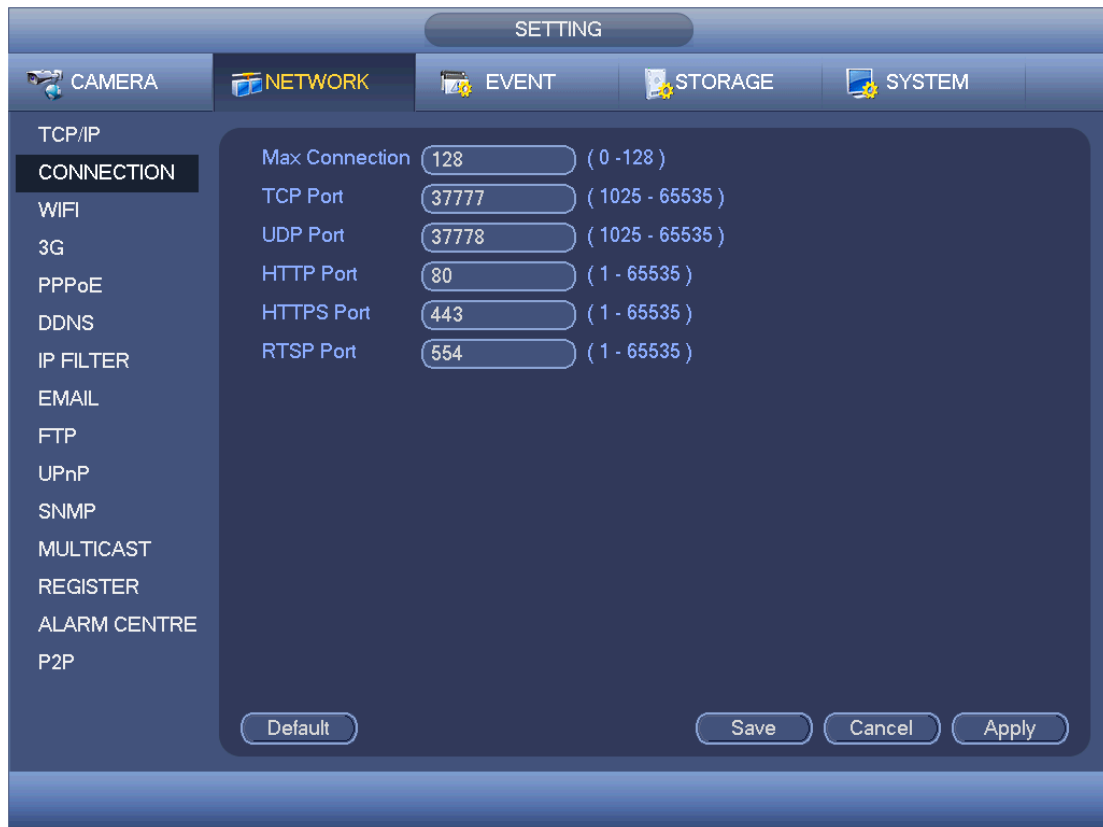 SETTING
CAMERA NETWORK EVENT STORAGE SYSTEM
TCP/IP
CONNECTION
WIFI
3G
PPPoE
DDNS
IP FILTER
EMAIL
FTP
UPnP
SNMP
MULTICAST
REGISTER
ALARM CENTRE
P2P
Max Connection 128 ( 0 -128 )
TCP Port 37777 ( 1025 - 65535 )
UDP Port 37778 ( 1025 - 65535 )
HTTP Port 80 ( 1 - 65535 )
HTTPS Port 443 ( 1 - 65535 )
RTSP Port 554 ( 1 - 65535 )
Default Save Cancel Apply